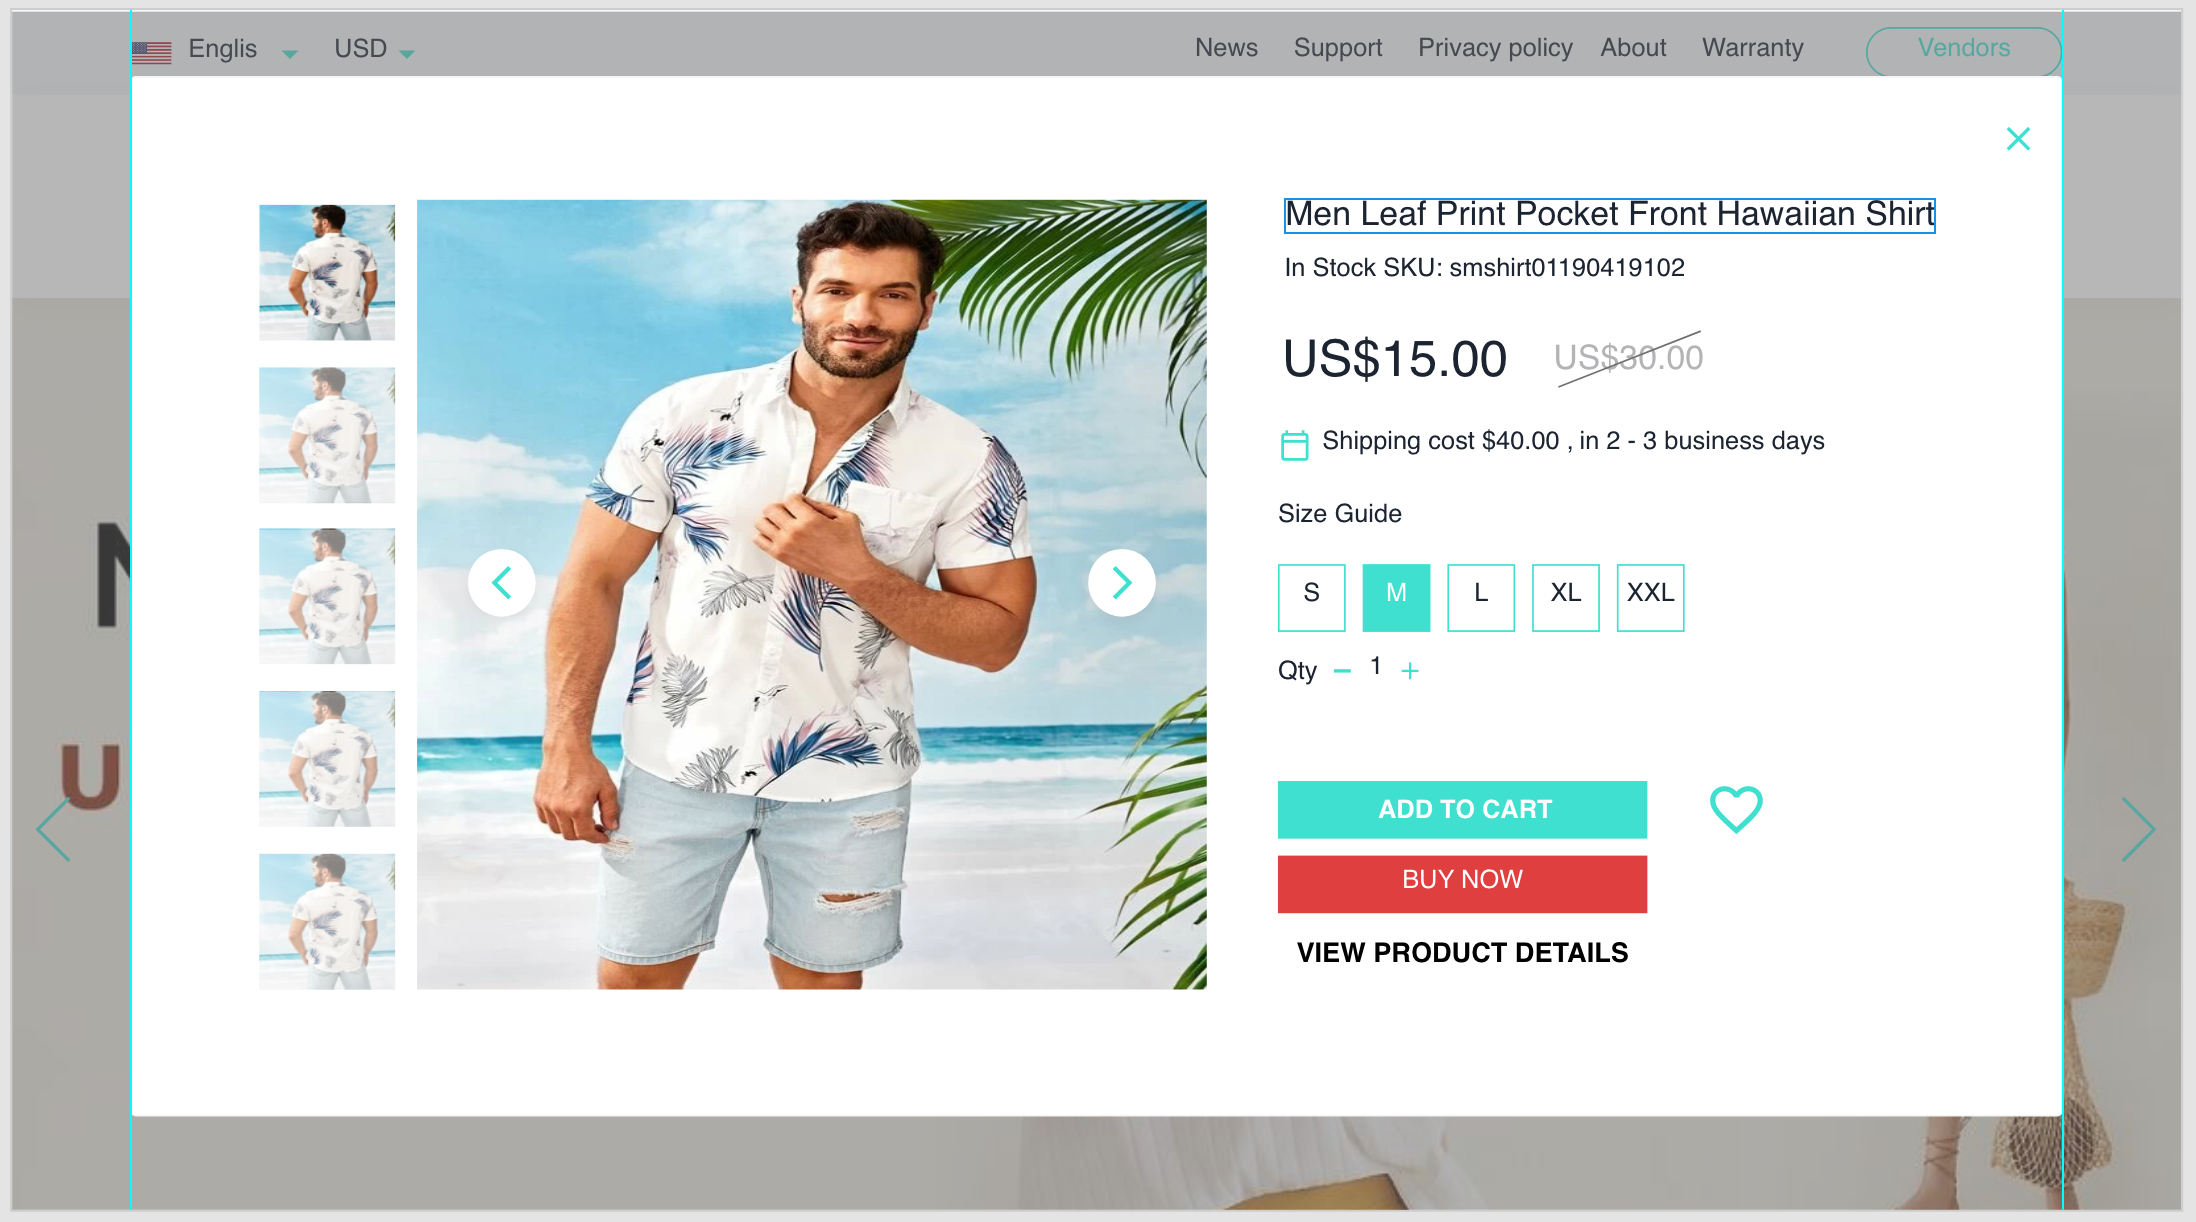 Englis
USD
News
Support
Privacy policy
About
Warranty
Vendors
Men Leaf Print Pocket Front Hawaiian Shirt
In Stock SKU: smshirt01190419102
US$15.00
US$30.00
Shipping cost $40.00 , in 2 - 3 business days
Size Guide
S
M
L
XL
XXL
Qty − 1 +
ADD TO CART
BUY NOW
VIEW PRODUCT DETAILS